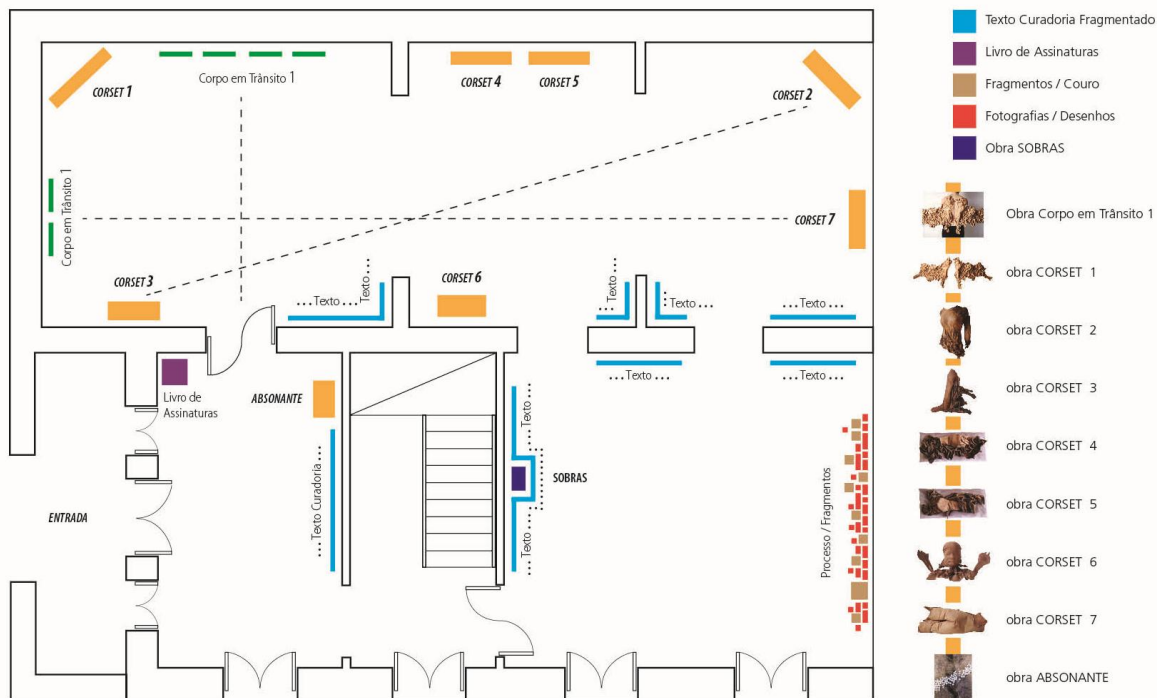 CORSET 1
Corpo em Trânsito 1
CORSET 4
CORSET 5
CORSET 2
Corpo em Trânsito 1
CORSET 7
CORSET 3
... Texto ...
Texto ...
CORSET 6
... Texto
... Texto ...
Texto ...
... Texto ...
Livro de
Assinaturas
ABSONANTE
... Texto Curadoria ...
ENTRADA
... Texto ...
... Texto ...
... Texto
... Texto
SOBRAS
Processo / Fragmentos
Texto Curadoria Fragmentado
Livro de Assinaturas
Fragmentos / Couro
Fotografias / Desenhos
Obra SOBRAS
Obra Corpo em Trânsito 1
obra CORSET 1
obra CORSET 2
obra CORSET 3
obra CORSET 4
obra CORSET 5
obra CORSET 6
obra CORSET 7
obra ABSONANTE